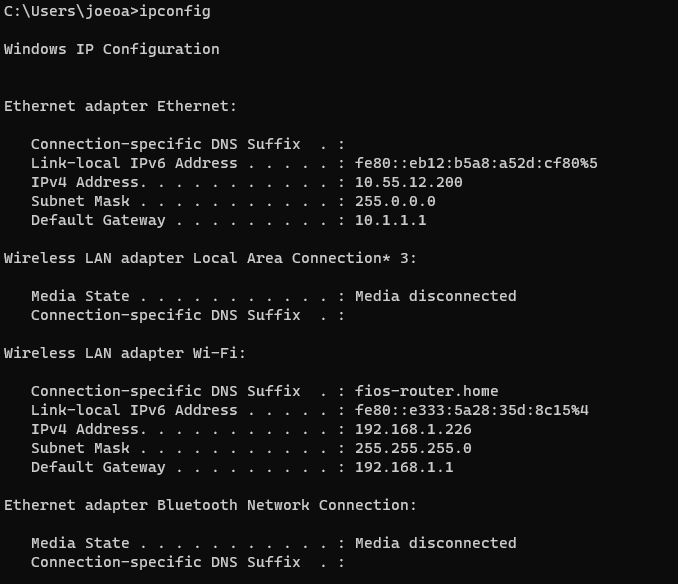 C:\Users\joeoa>ipconfig
Windows IP Configuration
Ethernet adapter Ethernet:
Connection-specific DNS Suffix  . :
Link-local IPv6 Address . . . . . : fe80::eb12:b5a8:a52d:cf80%5
IPv4 Address. . . . . . . . . . . : 10.55.12.200
Subnet Mask . . . . . . . . . . . : 255.0.0.0
Default Gateway . . . . . . . . . : 10.1.1.1
Wireless LAN adapter Local Area Connection* 3:
Media State . . . . . . . . . . . : Media disconnected
Connection-specific DNS Suffix  . :
Wireless LAN adapter Wi-Fi:
Connection-specific DNS Suffix  . : fios-router.home
Link-local IPv6 Address . . . . . : fe80::e333:5a28:35d:8c15%4
IPv4 Address. . . . . . . . . . . : 192.168.1.226
Subnet Mask . . . . . . . . . . . : 255.255.255.0
Default Gateway . . . . . . . . . : 192.168.1.1
Ethernet adapter Bluetooth Network Connection:
Media State . . . . . . . . . . . : Media disconnected
Connection-specific DNS Suffix  . :